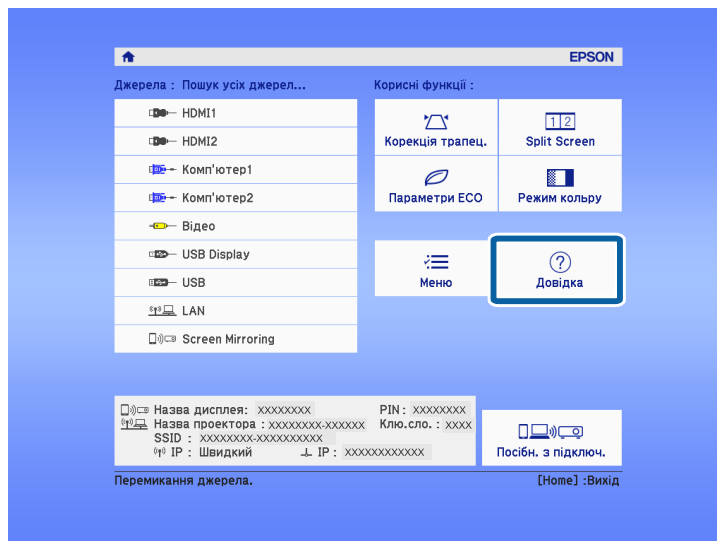 EPSON
Джерела : Пошук усіх джерел...
HDMI1
HDMI2
Комп'ютер1
Комп'ютер2
Відео
USB Display
USB
LAN
Screen Mirroring
Корисні функції :
Корекція трапец.
1 2
Split Screen
Параметри ECO
Режим кольру
Меню
?
Довідка
Назва дисплея: XXXXXXXX PIN : XXXXXXXX
Назва проектора : XXXXXXXX-XXXXXX Клю.сло. : XXXX
SSID : XXXXXXXX-XXXXXXXXXX
IP : Швидкий IP : XXXXXXXXXXXX
Посібн. з підключ.
Перемикання джерела. [Home] :Вихід